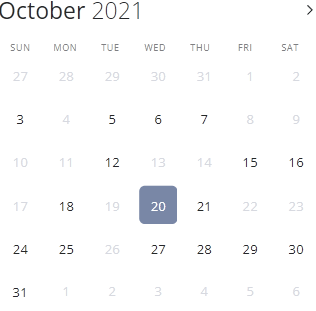 October 2021
SUN MON TUE WED THU FRI SAT
27 28 29 30 31 1 2
3 4 5 6 7 8 9
10 11 12 13 14 15 16
17 18 19 20 21 22 23
24 25 26 27 28 29 30
31 1 2 3 4 5 6